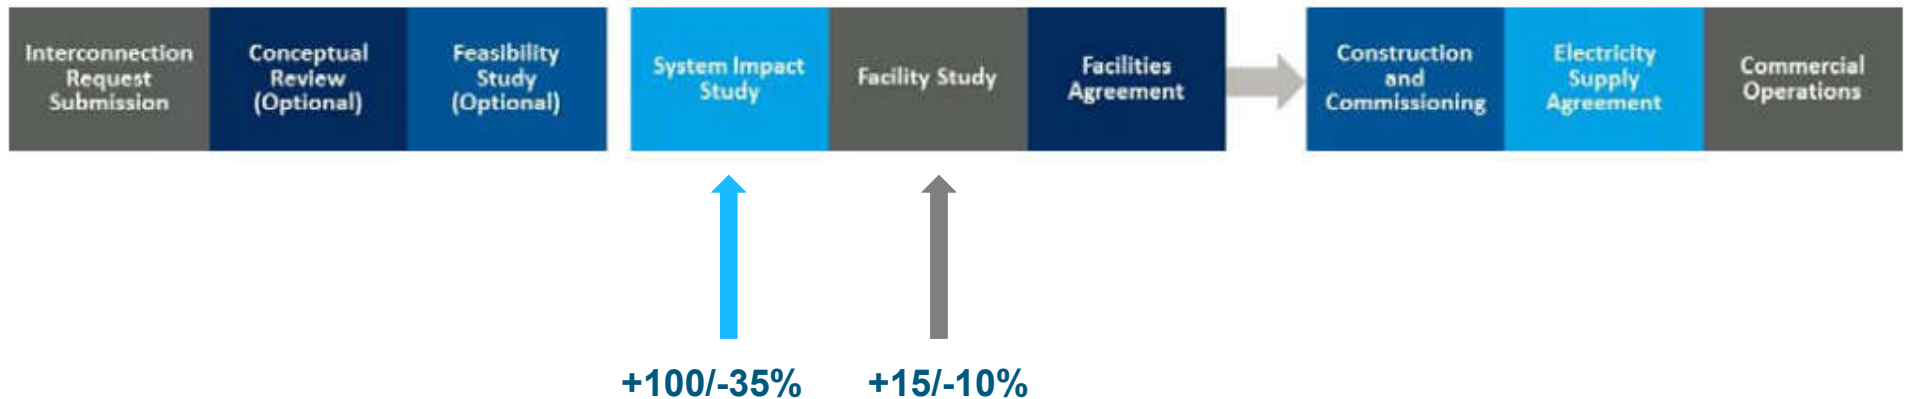 Interconnection
Request
Submission
Conceptual
Review
(Optional)
Feasibility
Study
(Optional)
System Impact
Study
Facility Study
Facilities
Agreement
Construction
and
Commissioning
Electricity
Supply
Agreement
Commercial
Operations
+100/-35%
+15/-10%